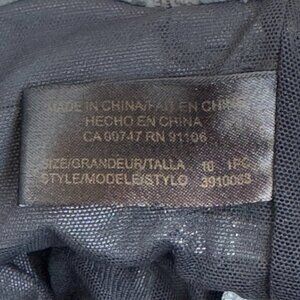 MADE IN CHINA/FAIT EN CHINE
HECHO EN CHINA
CA 00747 RN 91106
SIZE/GRANDEUR/TALLA 10 1PC
STYLE/MODELE/STYLO 3910063